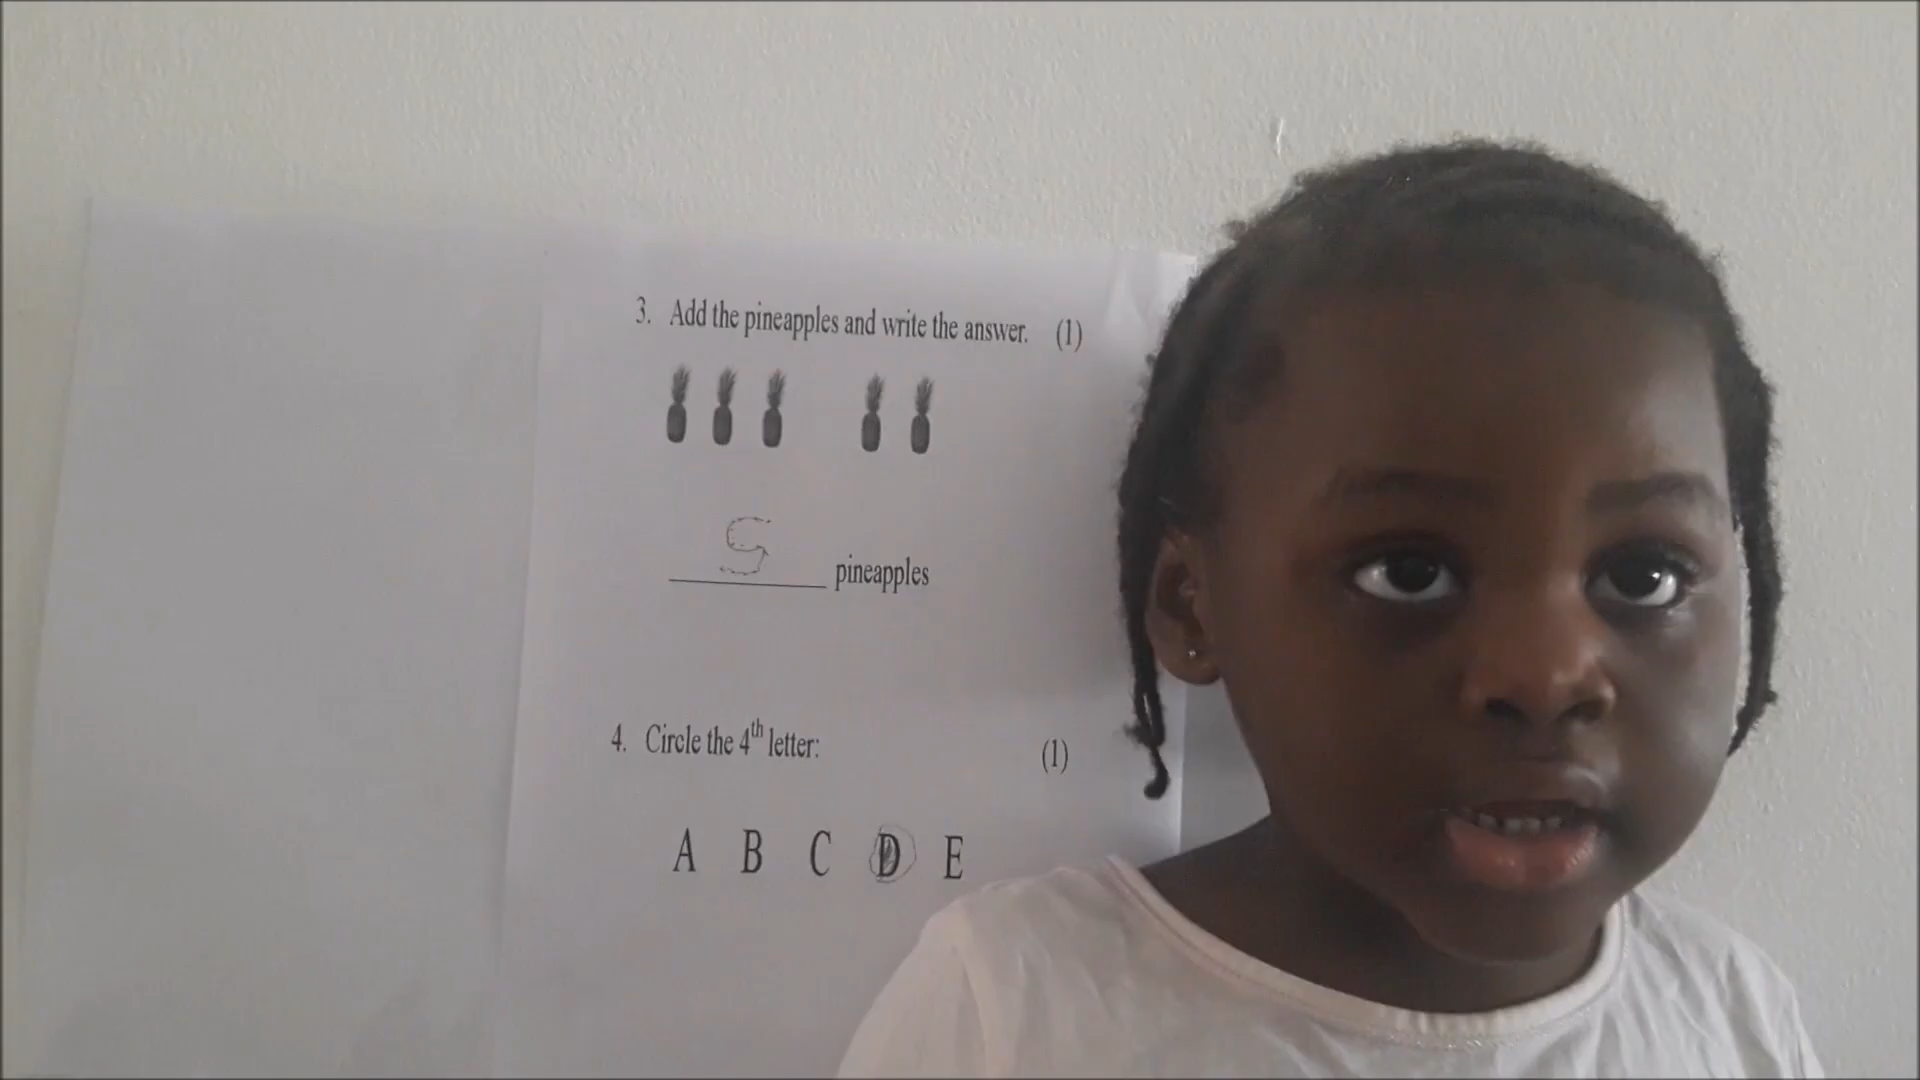 3. Add the pineapples and write the answer. (1)
5 pineapples
4. Circle the 4th letter: (1)
A B C D E